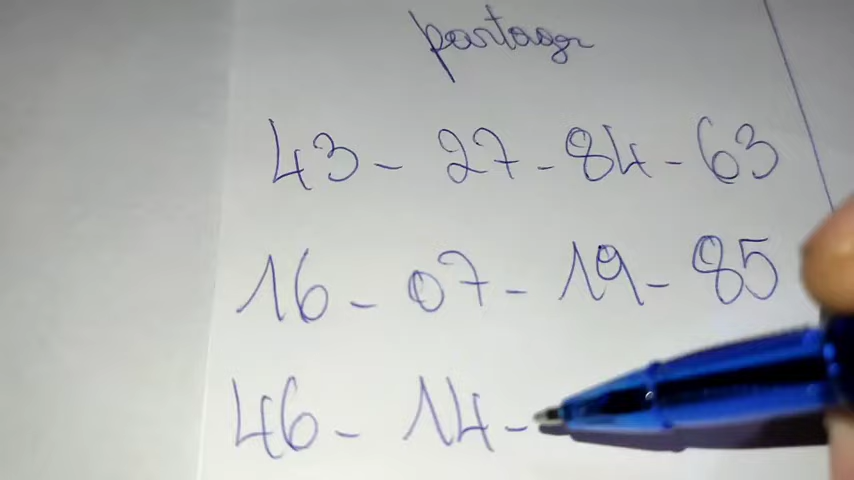 partage
43 - 27 - 84 - 63
16 - 07 - 19 - 85
46 - 14 -